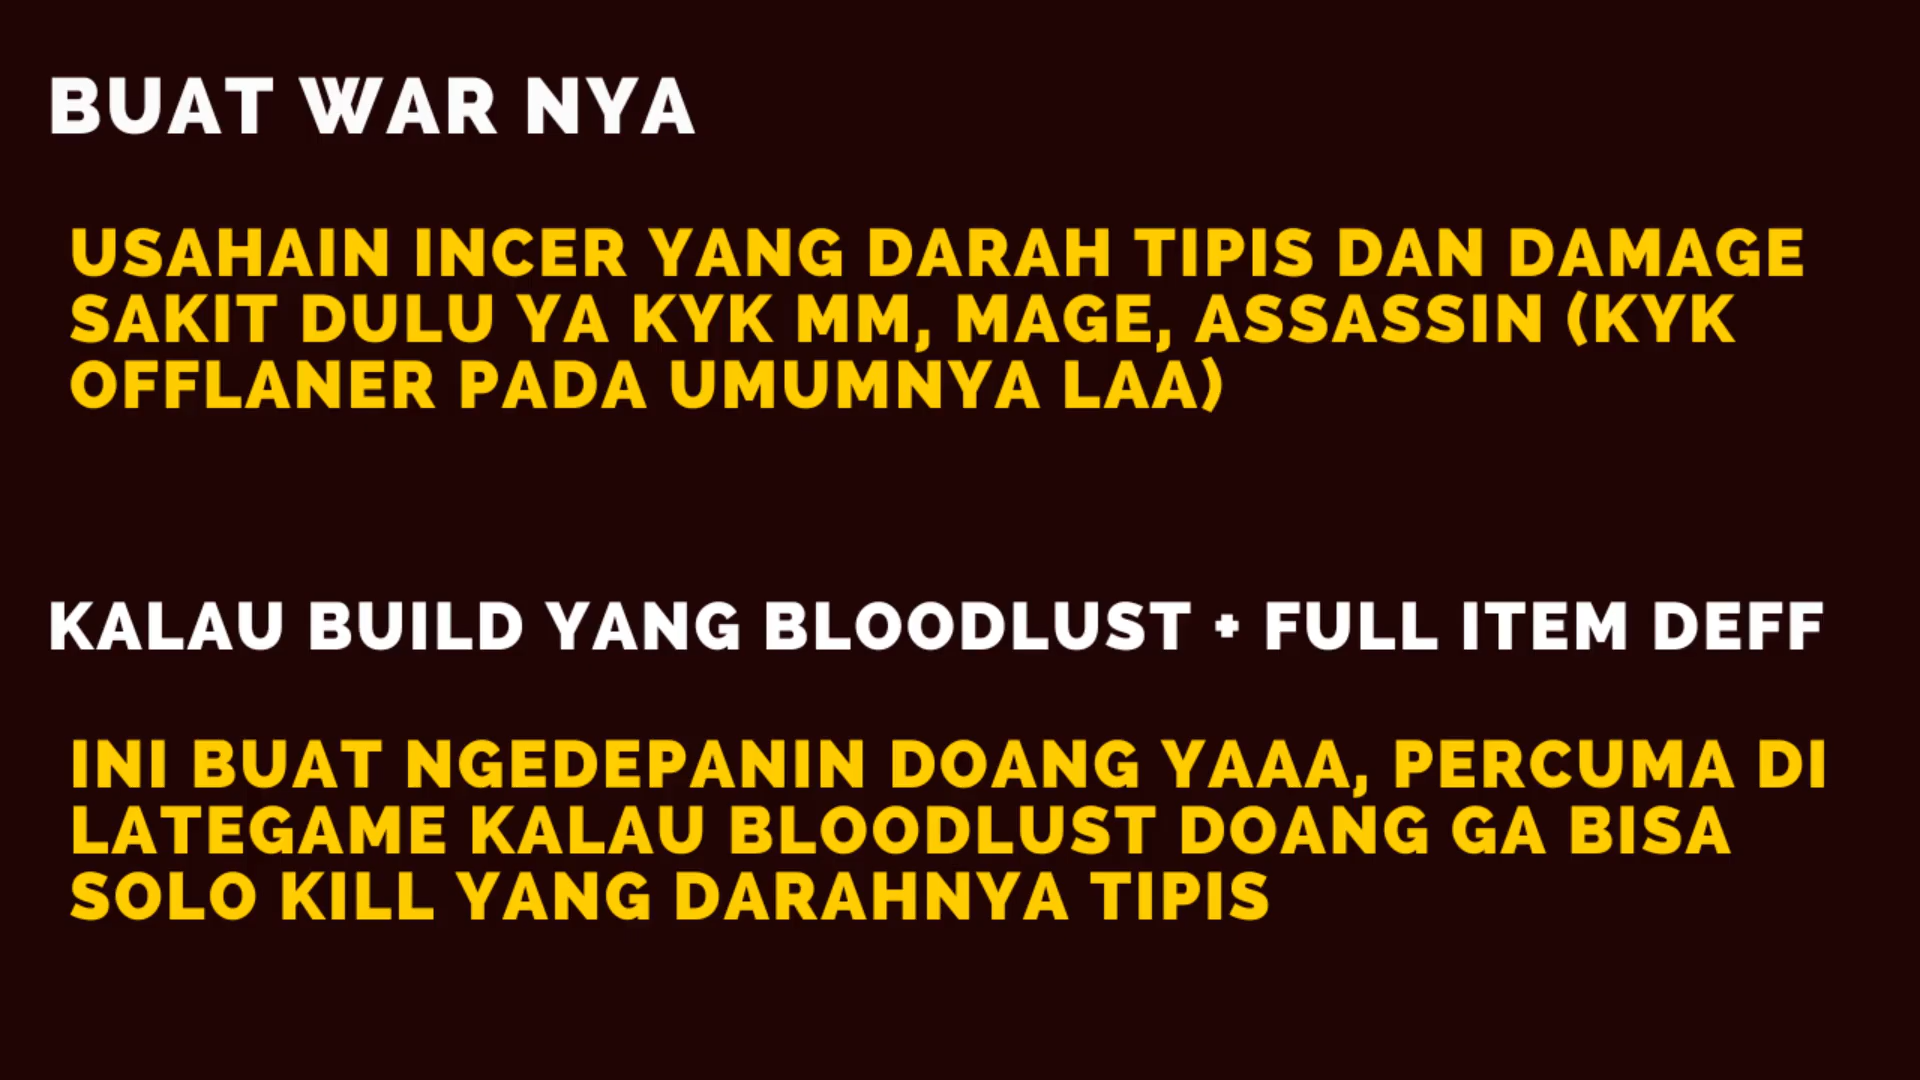 BUAT WAR NYA
USAHAIN INCER YANG DARAH TIPIS DAN DAMAGE
SAKIT DULU YA KYK MM, MAGE, ASSASSIN (KYK
OFFLANER PADA UMUMNYA LAA)
KALAU BUILD YANG BLOODLUST + FULL ITEM DEFF
INI BUAT NGEDEPANIN DOANG YAAA, PERCUMA DI
LATEGAME KALAU BLOODLUST DOANG GA BISA
SOLO KILL YANG DARAHNYA TIPIS